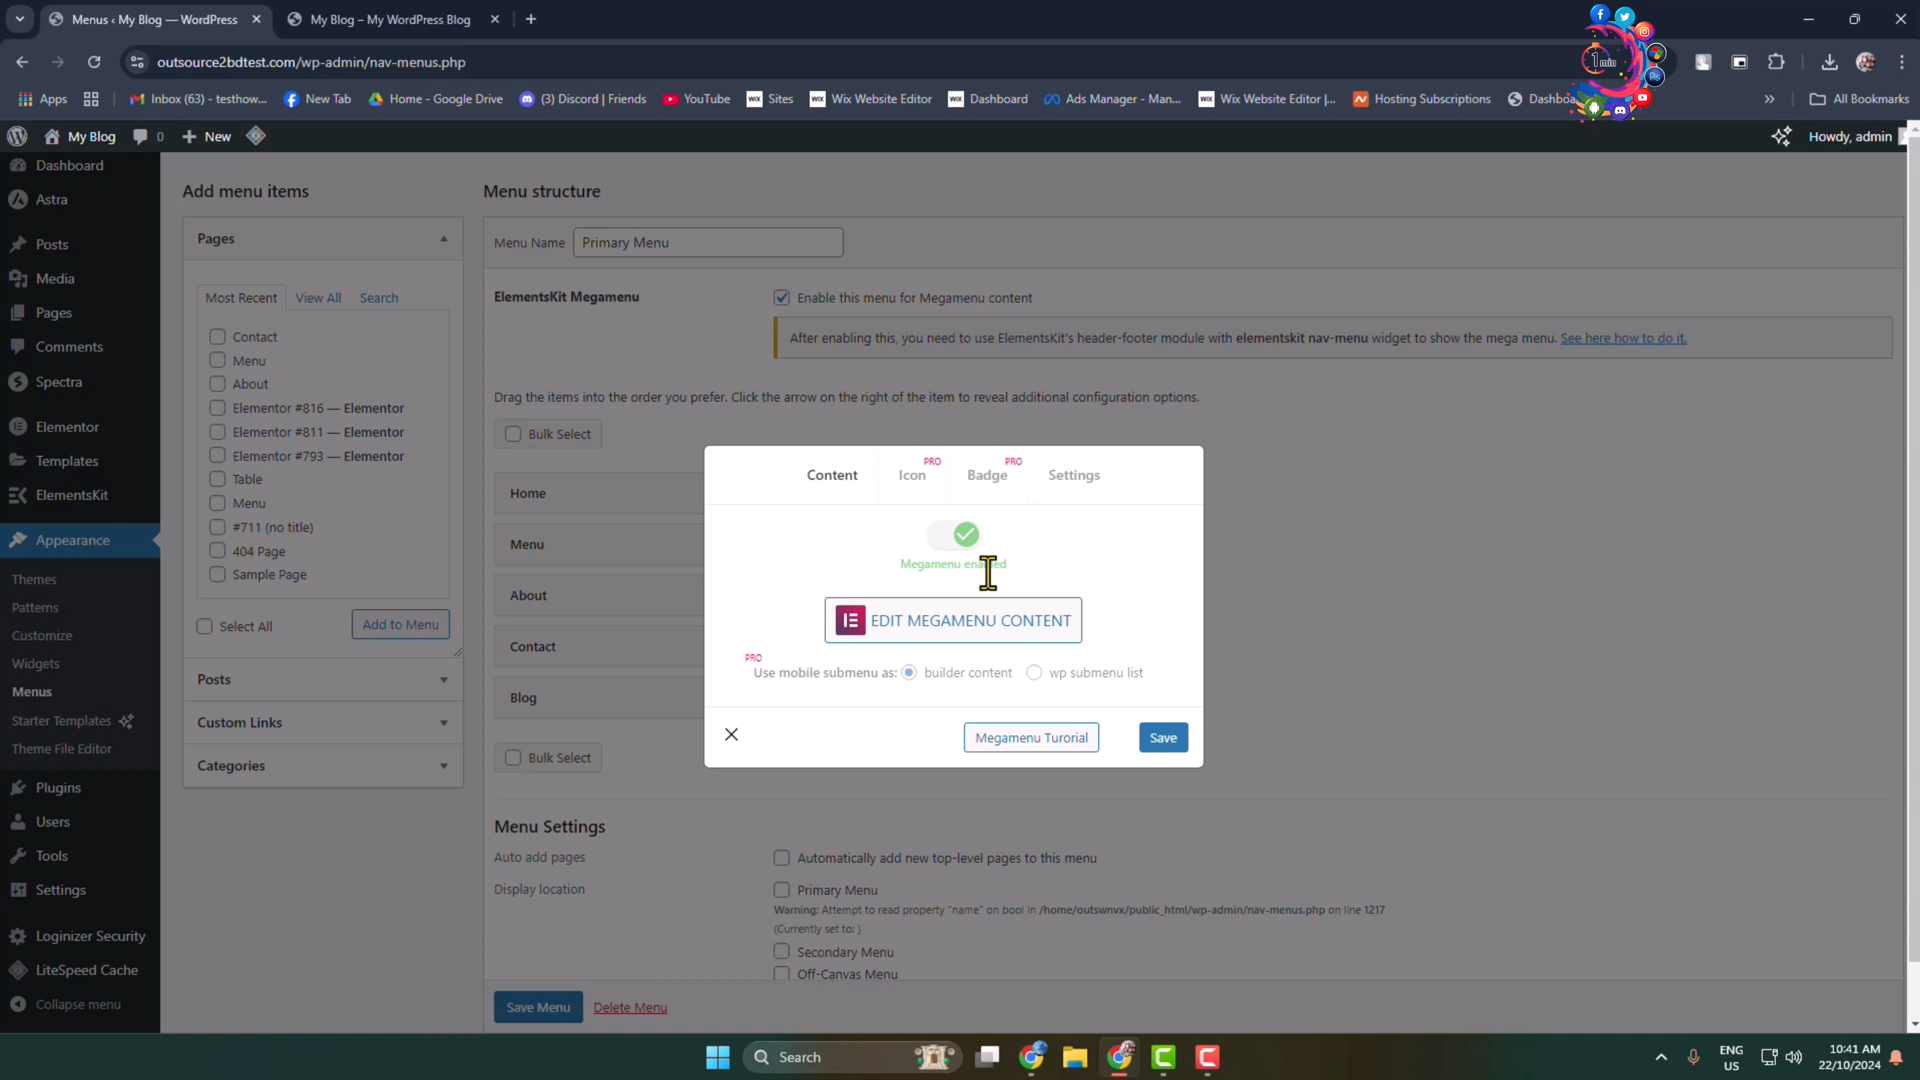 Menus ‹ My Blog — WordPress
My Blog – My WordPress Blog
outsource2bdtest.com/wp-admin/nav-menus.php
1 min
Ps
Apps
Inbox (63) - testhow...
New Tab
Home - Google Drive
(3) Discord | Friends
YouTube
WIX Sites
WIX Wix Website Editor
WIX Dashboard
Ads Manager - Man...
WIX Wix Website Editor |...
Hosting Subscriptions
All Bookmarks
My Blog
0
New
Howdy, admin
Dashboard
Astra
Posts
Media
Pages
Comments
Spectra
Elementor
Templates
ElementsKit
Appearance
Themes
Patterns
Customize
Widgets
Menus
Starter Templates
Theme File Editor
Plugins
Users
Tools
Settings
Loginizer Security
LiteSpeed Cache
Collapse menu
Add menu items
Pages
Most Recent
View All
Search
Contact
Menu
About
Elementor #816 — Elementor
Elementor #811 — Elementor
Elementor #793 — Elementor
Table
Menu
#711 (no title)
404 Page
Sample Page
Select All
Add to Menu
Posts
Custom Links
Categories
Menu structure
Menu Name
Primary Menu
ElementsKit Megamenu
Enable this menu for Megamenu content
After enabling this, you need to use ElementsKit's header-footer module with elementskit nav-menu widget to show the mega menu. See here how to do it.
Drag the items into the order you prefer. Click the arrow on the right of the item to reveal additional configuration options.
Bulk Select
Home
Menu
About
Contact
Blog
Bulk Select
Content
Icon
PRO
Badge
PRO
Settings
Megamenu enabled
EDIT MEGAMENU CONTENT
PRO
Use mobile submenu as:
builder content
wp submenu list
Megamenu Turorial
Save
Menu Settings
Auto add pages
Automatically add new top-level pages to this menu
Display location
Primary Menu
Warning: Attempt to read property "name" on bool in /home/outswnvx/public_html/wp-admin/nav-menus.php on line 1217
(Currently set to: )
Secondary Menu
Off-Canvas Menu
Save Menu
Delete Menu
Search
ENG
US
10:41 AM
22/10/2024